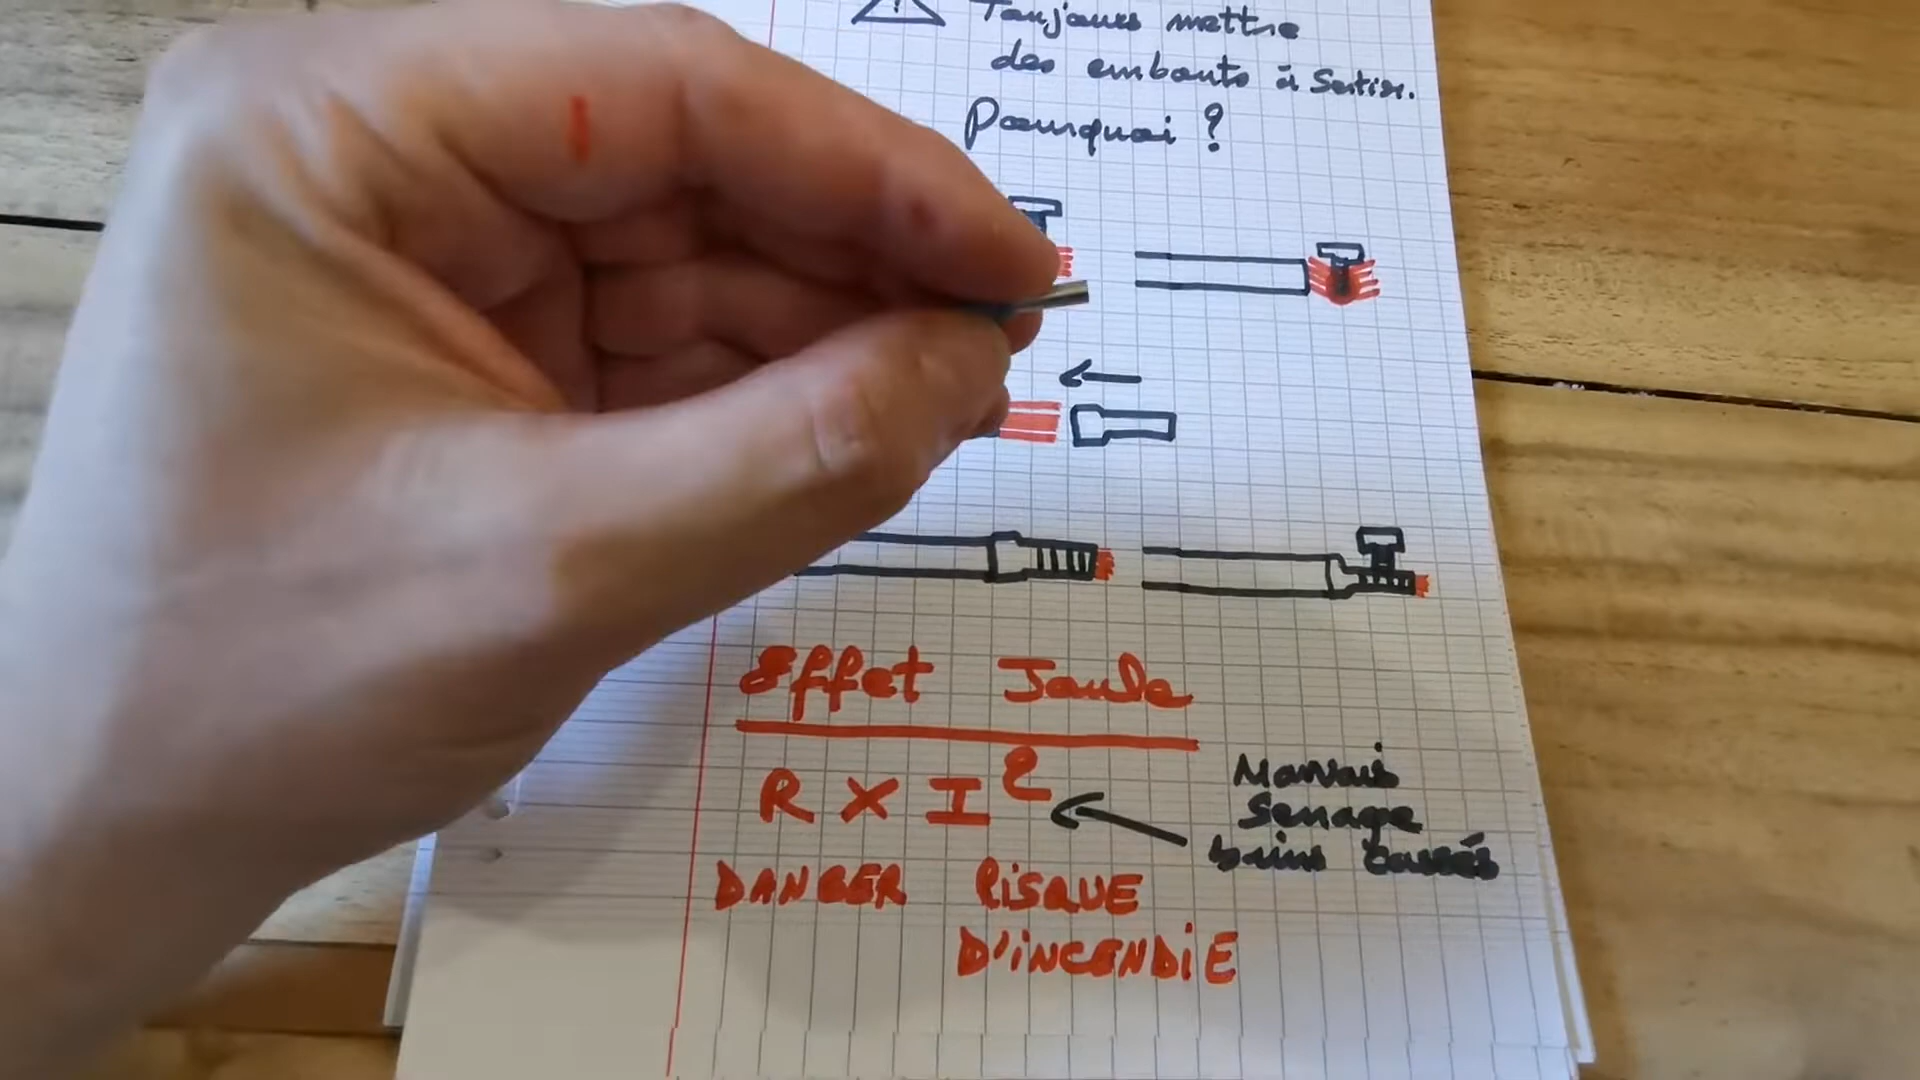 !
Toujours mettre
des embouts à Sertir.
Pourquoi ?
Effet Joule
R X I²
Mauvais
Serrage
brins cassés
DANGER RISQUE
D'iNCENDiE